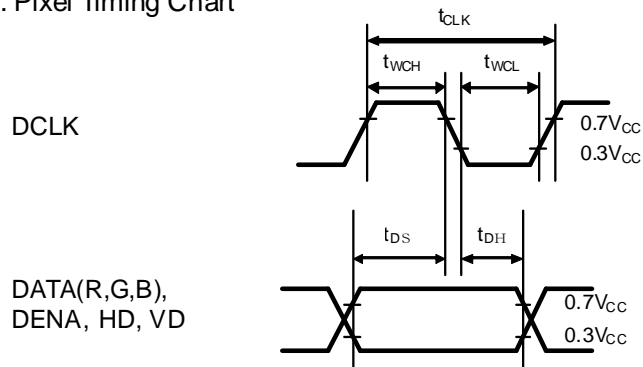 . Pixel Timing Chart
tCLK
tWCH tWCL
DCLK
0.7VCC
0.3VCC
tDS tDH
DATA(R,G,B),
DENA, HD, VD
0.7VCC
0.3VCC